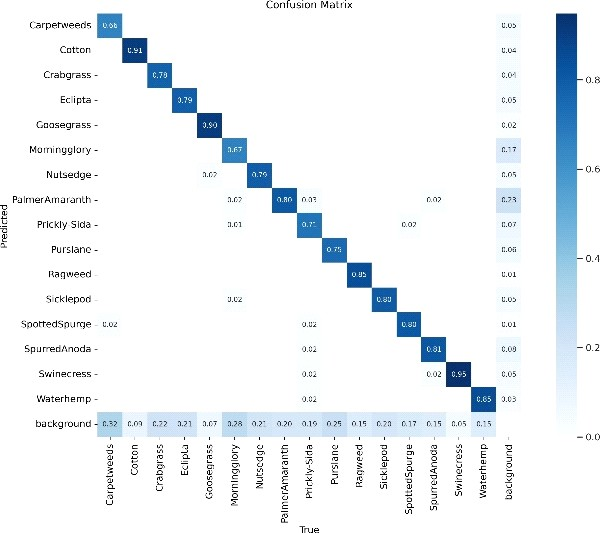 Confusion Matrix
Carpetweeds 0.66 0.05
Cotton 0.91 0.04
Crabgrass 0.78 0.04
Eclipta 0.79 0.05
Goosegrass 0.90 0.02
Morningglory 0.67 0.17
Nutsedge 0.02 0.79 0.05
PalmerAmaranth 0.02 0.80 0.03 0.02 0.23
Prickly-Sida 0.01 0.71 0.02 0.07
Purslane 0.75 0.06
Ragweed 0.85 0.01
Sicklepod 0.02 0.80 0.05
SpottedSpurge 0.02 0.02 0.80 0.01
SpurredAnoda 0.02 0.81 0.08
Swinecress 0.02 0.02 0.95 0.05
Waterhemp 0.02 0.85 0.03
background 0.32 0.09 0.22 0.21 0.07 0.28 0.21 0.20 0.19 0.25 0.15 0.20 0.17 0.15 0.05 0.15
Carpetweeds Cotton Crabgrass Eclipta Goosegrass Morningglory Nutsedge PalmerAmaranth Prickly-Sida Purslane Ragweed Sicklepod SpottedSpurge SpurredAnoda Swinecress Waterhemp background
True
Predicted
0.8
0.6
0.4
0.2
0.0